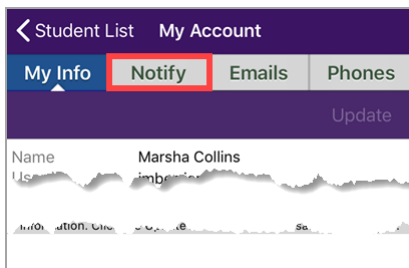 Student List My Account
My Info Notify Emails Phones
Update
Name Marsha Collins